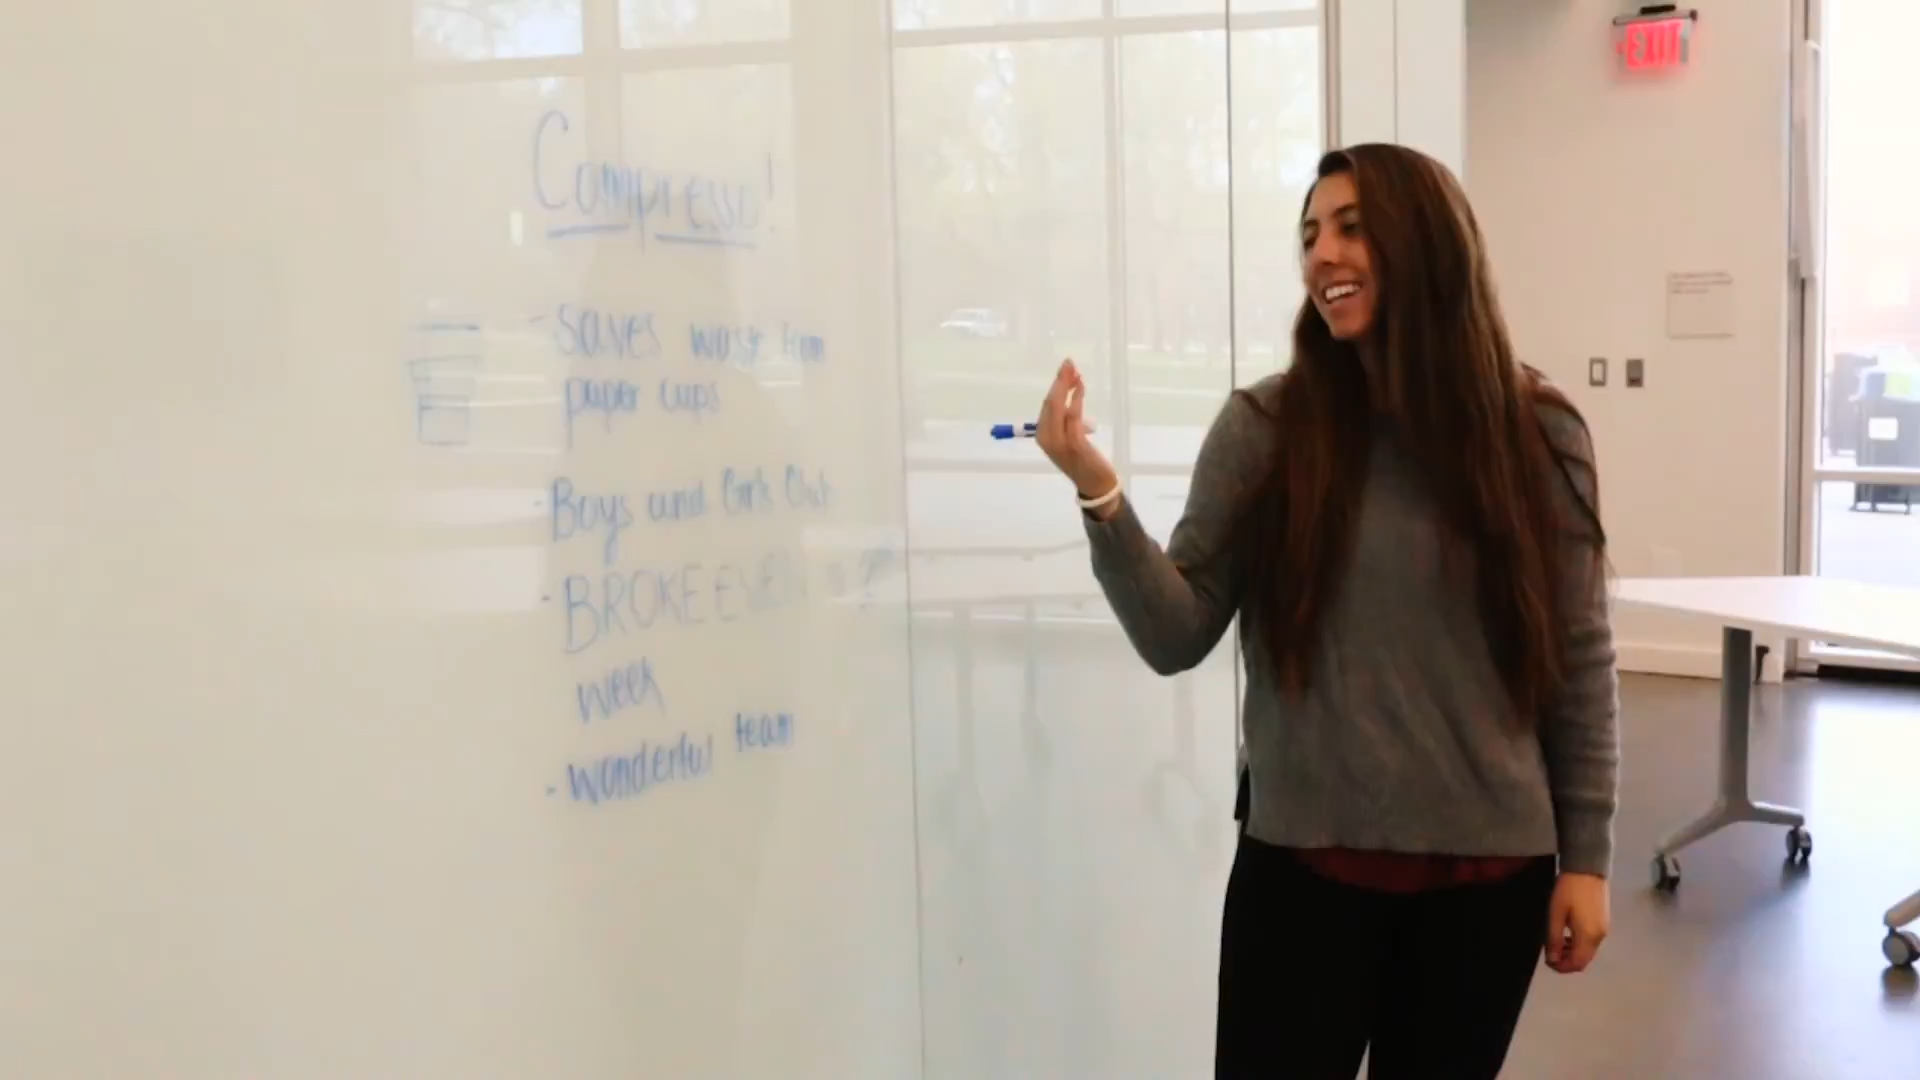 EXIT
Compresso!
- saves waste from
paper cups
- Boys and Girls Club
- BROKE EVEN
week
- wonderful team